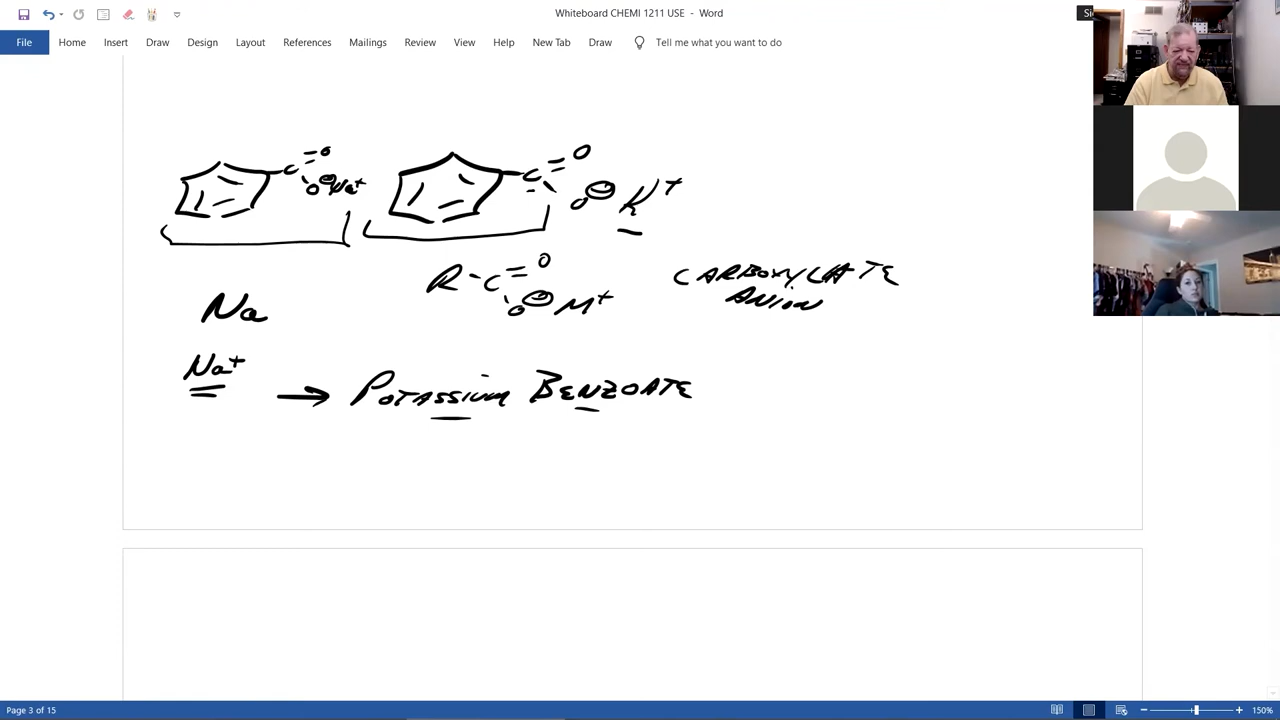 Whiteboard CHEMI 1211 USE - Word
File Home Insert Draw Design Layout References Mailings Review View Help New Tab Draw Tell me what you want to do
C = O
O ⊖ Na+
C = O
O ⊖ K+
R - C = O
O ⊖ M+
CARBOXYLATE
ANION
Na
Na+
→ POTASSIUM BENZOATE
Page 3 of 15
150%